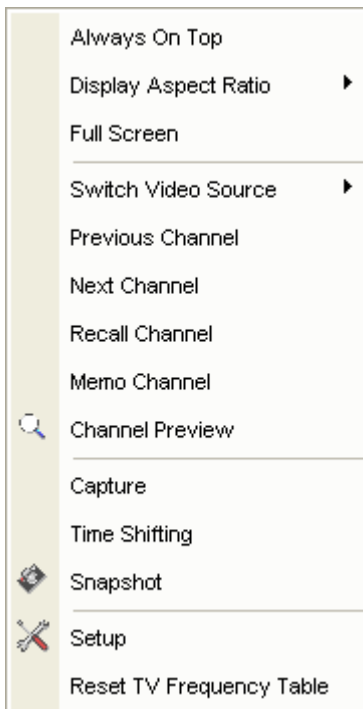 Always On Top
Display Aspect Ratio
Full Screen
Switch Video Source
Previous Channel
Next Channel
Recall Channel
Memo Channel
Channel Preview
Capture
Time Shifting
Snapshot
Setup
Reset TV Frequency Table